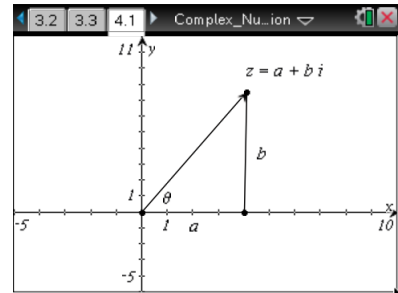 3.2 3.3 4.1 Complex_Nu...ion
11 y
z = a + b i
b
1 θ
x
-5 1 a 10
-5